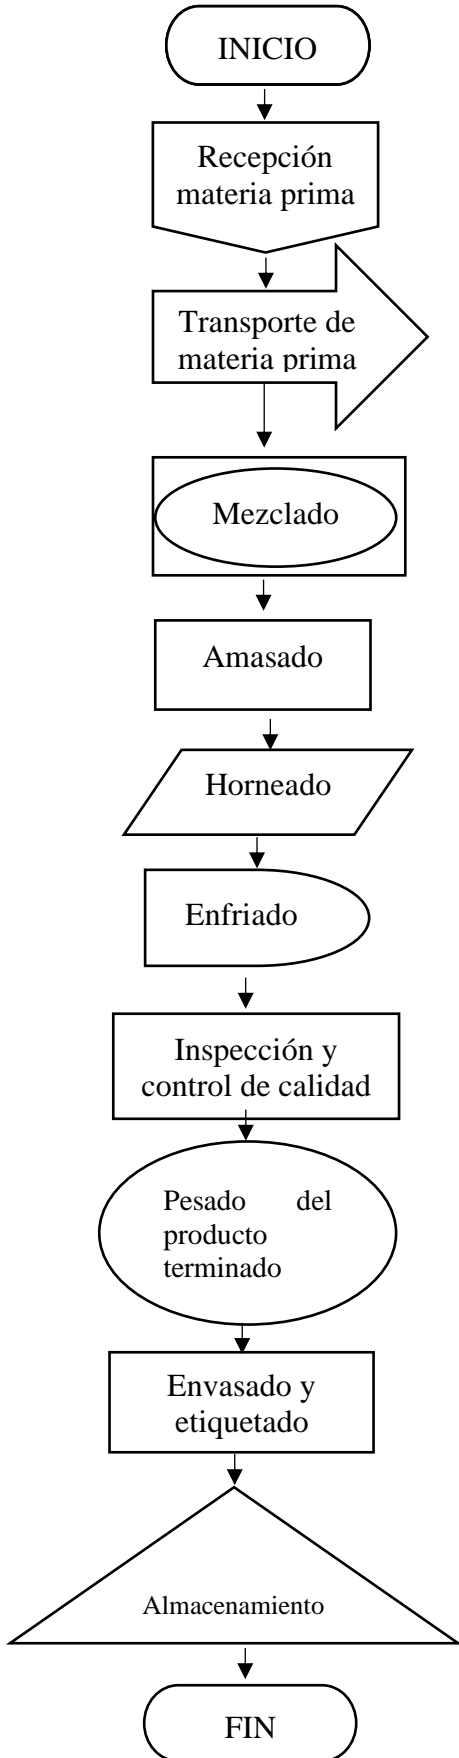 INICIO
Recepción
materia prima
Transporte de
materia prima
Mezclado
Amasado
Horneado
Enfriado
Inspección y
control de calidad
Pesado del
producto
terminado
Envasado y
etiquetado
Almacenamiento
FIN